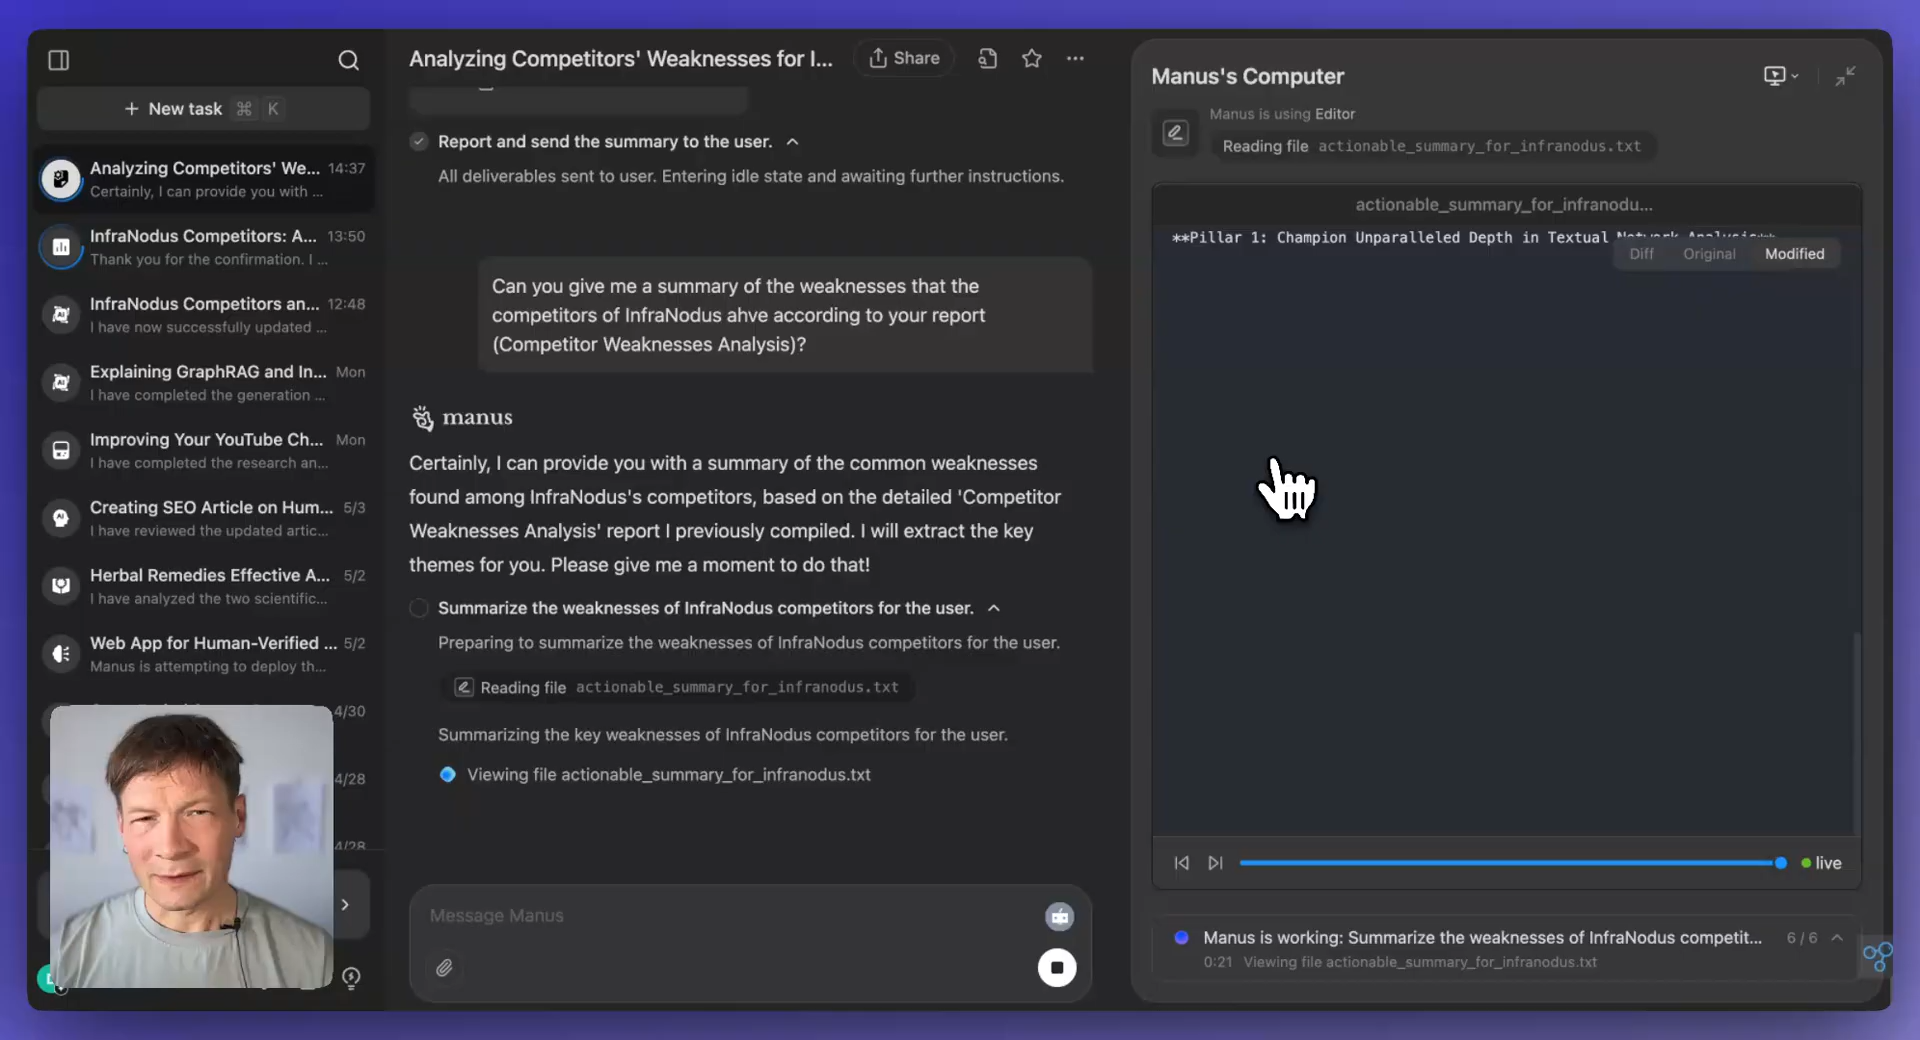 New task ⌘ K
Analyzing Competitors' We... 14:37
Certainly, I can provide you with ...
InfraNodus Competitors: A... 13:50
Thank you for the confirmation. I ...
InfraNodus Competitors an... 12:48
I have now successfully updated ...
Explaining GraphRAG and In... Mon
I have completed the generation ...
Improving Your YouTube Ch... Mon
I have completed the research an...
Creating SEO Article on Hum... 5/3
I have reviewed the updated artic...
Herbal Remedies Effective A... 5/2
I have analyzed the two scientific...
Web App for Human-Verified ... 5/2
Manus is attempting to deploy th...
4/30
4/28
4/28
Analyzing Competitors' Weaknesses for I...
Share
Report and send the summary to the user.
All deliverables sent to user. Entering idle state and awaiting further instructions.
Can you give me a summary of the weaknesses that the
competitors of InfraNodus ahve according to your report
(Competitor Weaknesses Analysis)?
manus
Certainly, I can provide you with a summary of the common weaknesses
found among InfraNodus's competitors, based on the detailed 'Competitor
Weaknesses Analysis' report I previously compiled. I will extract the key
themes for you. Please give me a moment to do that!
Summarize the weaknesses of InfraNodus competitors for the user.
Preparing to summarize the weaknesses of InfraNodus competitors for the user.
Reading file actionable_summary_for_infranodus.txt
Summarizing the key weaknesses of InfraNodus competitors for the user.
Viewing file actionable_summary_for_infranodus.txt
Message Manus
Manus's Computer
Manus is using Editor
Reading file actionable_summary_for_infranodus.txt
actionable_summary_for_infranodu...
**Pillar 1: Champion Unparalleled Depth in Textual Network Analysis**
Diff Original Modified
live
Manus is working: Summarize the weaknesses of InfraNodus competit... 6 / 6
0:21 Viewing file actionable_summary_for_infranodus.txt